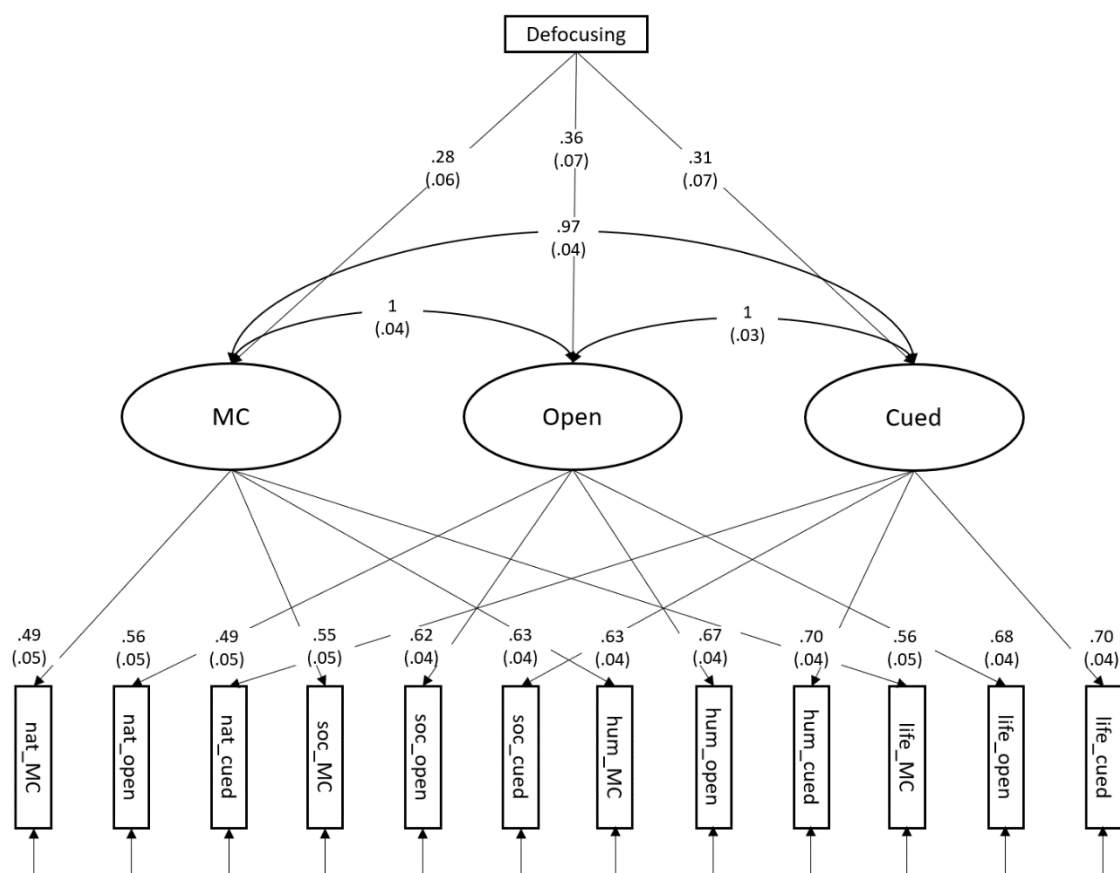 Defocusing
.28
(.06)
.36
(.07)
.31
(.07)
.97
(.04)
1
(.04)
1
(.03)
MC
Open
Cued
.49
(.05)
.56
(.05)
.49
(.05)
.55
(.05)
.62
(.04)
.63
(.04)
.63
(.04)
.67
(.04)
.70
(.04)
.56
(.05)
.68
(.04)
.70
(.04)
nat_MC
nat_open
nat_cued
soc_MC
soc_open
soc_cued
hum_MC
hum_open
hum_cued
life_MC
life_open
life_cued